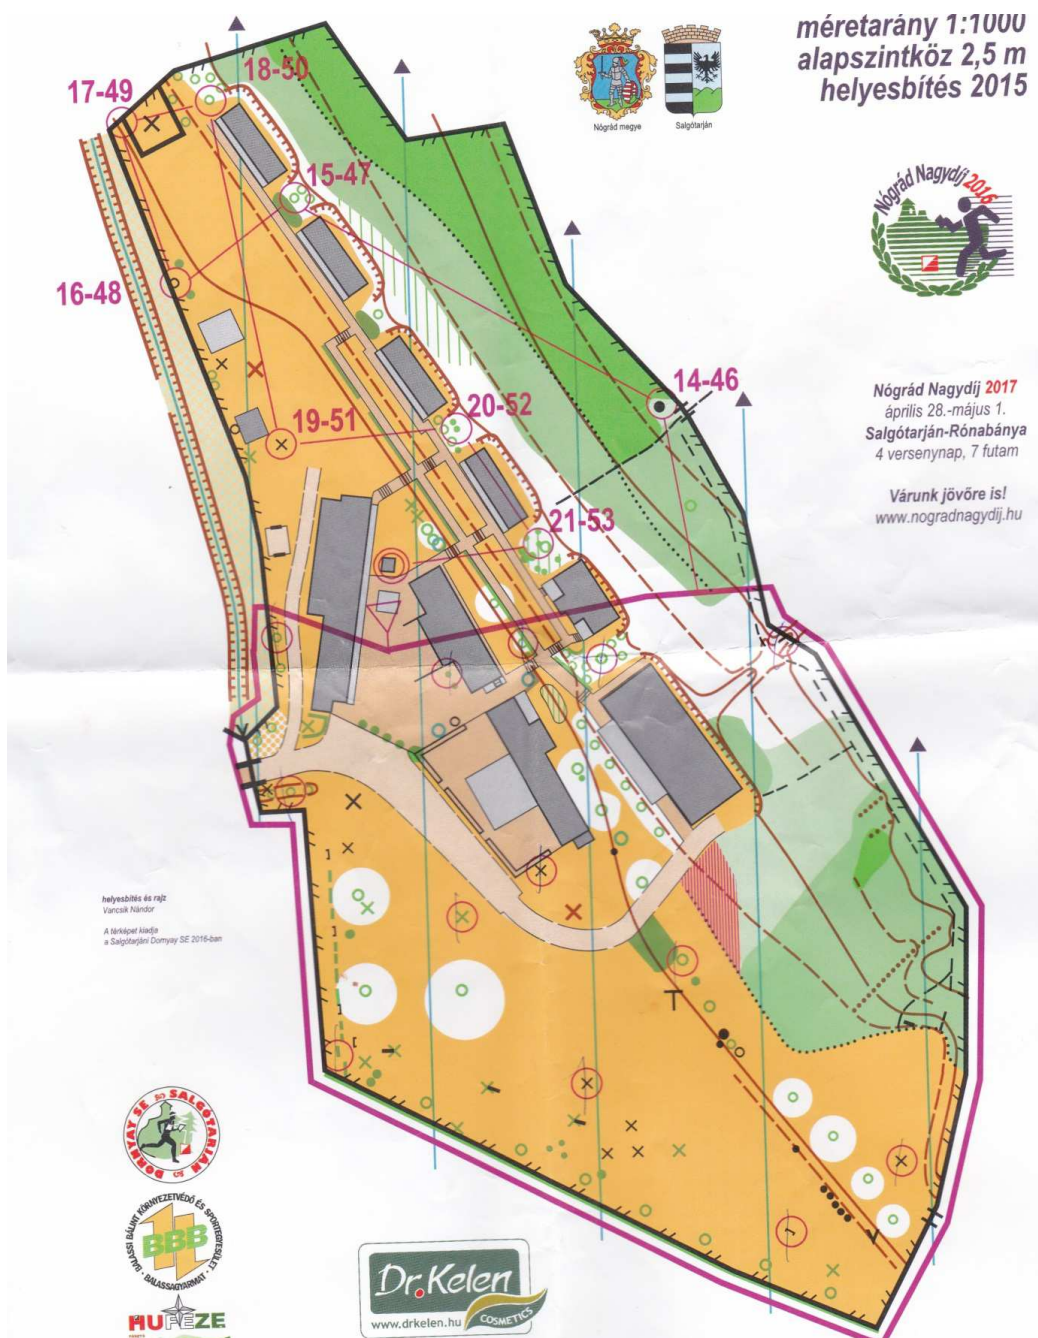 méretarány 1:1000
alapszintköz 2,5 m
helyesbítés 2015
Nógrád megye
Salgótarján
17-49
18-50
15-47
16-48
Nógrád Nagydíj 2016
14-46
20-52
19-51
21-53
Nógrád Nagydíj 2017
április 28.-május 1.
Salgótarján-Rónabánya
4 versenynap, 7 futam
Várunk jövőre is!
www.nogradnagydij.hu
helyesbítés és rajz
Vancsik Nándor
A térképet kiadja
a Salgótarjáni Dornyay SE 2016-ban
DORNYAY SE SALGÓTARJÁN
BALASSI BÁLINT KÖRNYEZETVÉDŐ ÉS SPORTEGYESÜLET
BBB
BALASSAGYARMAT
HUFEZE
Dr.Kelen
www.drkelen.hu
COSMETICS